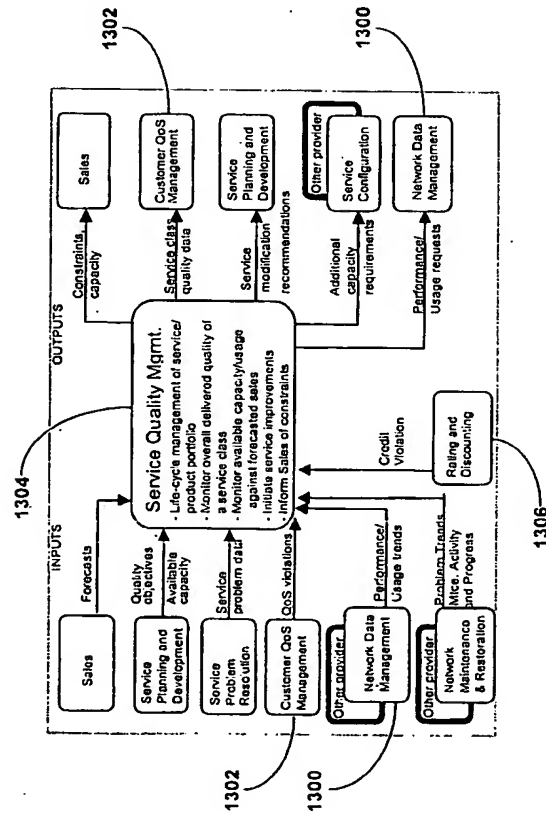 INPUTS
OUTPUTS
1304
Sales
Forecasts
Service
Planning and
Development
Quality
objectives
Available
capacity
Service
Problem
Resolution
Service
problem data
1302
Customer QoS
Management
QoS violations
1300
Other provider
Network Data
Management
Performance/
Usage trends
Other provider
Network
Maintenance
& Restoration
Problem Trends
Mtce. Activity
and Progress
1306
Rating and
Discounting
Credit
Violation
Service Quality Mgmt.
- Life-cycle management of service/
product portfolio
- Monitor overall delivered quality of
a service class
- Monitor available capacity/usage
against forecasted sales
- Initiate service improvements
- Inform Sales of constraints
Constraints,
capacity
Sales
Service class
quality data
Customer QoS
Management
1302
Service
modification
recommendations
Service
Planning and
Development
Additional
capacity
requirements
Other provider
Service
Configuration
Performance/
Usage requests
Network Data
Management
1300